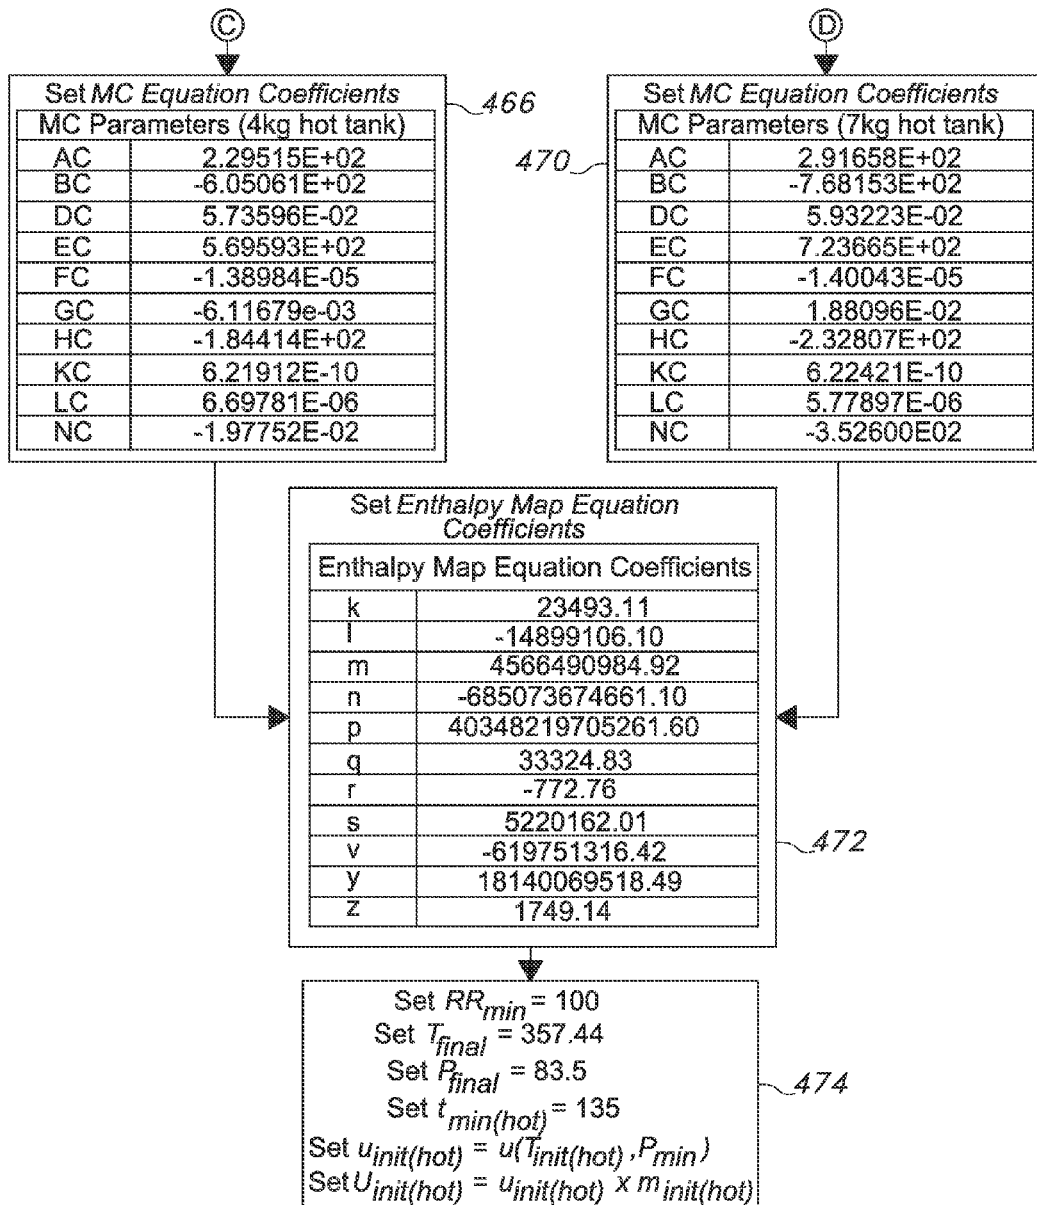 C
D
Set MC Equation Coefficients
MC Parameters (4kg hot tank)
AC 2.29515E+02
BC -6.05061E+02
DC 5.73596E-02
EC 5.69593E+02
FC -1.38984E-05
GC -6.11679e-03
HC -1.84414E+02
KC 6.21912E-10
LC 6.69781E-06
NC -1.97752E-02
466
Set MC Equation Coefficients
MC Parameters (7kg hot tank)
AC 2.91658E+02
BC -7.68153E+02
DC 5.93223E-02
EC 7.23665E+02
FC -1.40043E-05
GC 1.88096E-02
HC -2.32807E+02
KC 6.22421E-10
LC 5.77897E-06
NC -3.52600E02
470
Set Enthalpy Map Equation
Coefficients
Enthalpy Map Equation Coefficients
k 23493.11
l -14899106.10
m 4566490984.92
n -685073674661.10
p 40348219705261.60
q 33324.83
r -772.76
s 5220162.01
v -619751316.42
y 18140069518.49
z 1749.14
472
Set RRmin = 100
Set Tfinal = 357.44
Set Pfinal = 83.5
Set tmin(hot) = 135
Set uinit(hot) = u(Tinit(hot),Pmin)
Set Uinit(hot) = uinit(hot) x minit(hot)
474